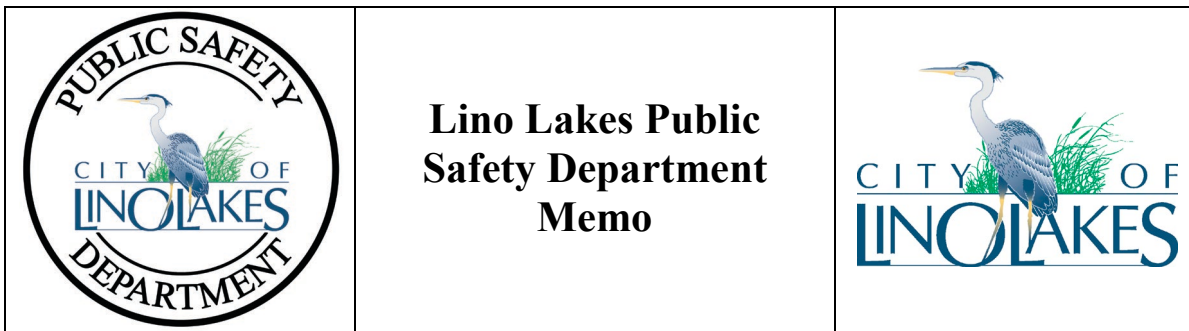 PUBLIC SAFETY
CITY OF
LINO LAKES
DEPARTMENT
Lino Lakes Public
Safety Department
Memo
CITY OF
LINO LAKES